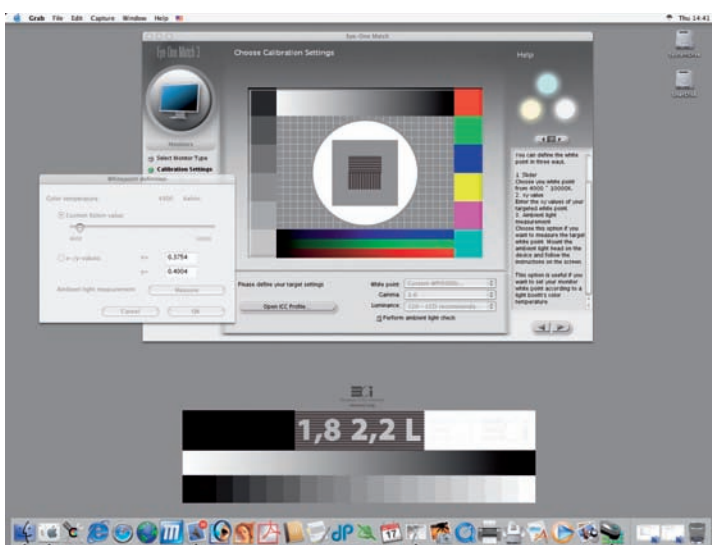 Grab File Edit Capture Window Help
Thu 14:41
Eye-One Match
Eye-One Match 3
Choose Calibration Settings
Help
Monitors
Select Monitor Type
Calibration Settings
Whitepoint definition
Color temperature: Kelvin
Custom Kelvin value:
4000 10000
x-/y-values: x= 0.3754
y= 0.4004
Ambient light measurement: Measure
Cancel OK
You can define the white
point in three ways.
1. Slider
Choose you white point
from 4000 - 10000K.
2. xy value
Enter the xy values of your
targeted white point.
3. Ambient light
measurement
Choose this option if you
want to measure the target
white point. Mount the
ambient light head on the
device and follow the
instructions on the screen.
This option is useful if you
want to set your monitor
white point according to a
light booth's color
temperature
Please define your target settings
Open ICC Profile...
White point:
Gamma:
Luminance:
Perform ambient light check
1,8 2,2 L